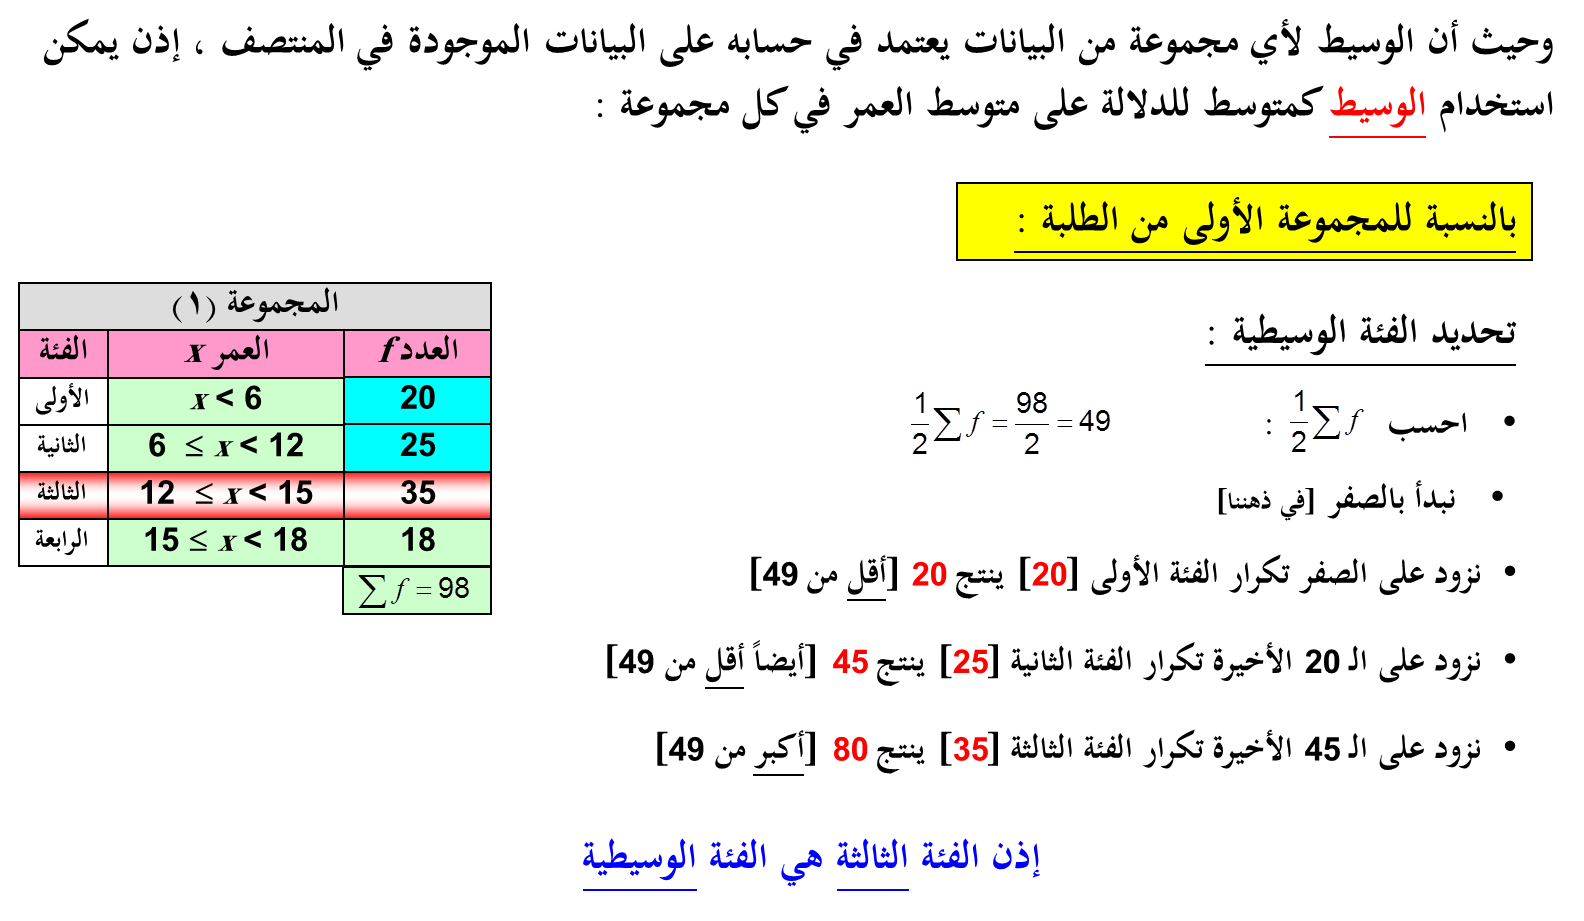 وحيث أن الوسيط لأي مجموعة من البيانات يعتمد في حسابه على البيانات الموجودة في المنتصف ، إذن يمكن
استخدام الوسيط كمتوسط للدلالة على متوسط العمر في كل مجموعة :
بالنسبة للمجموعة الأولى من الطلبة :
المجموعة (١)
الفئة العمر x العدد f
الأولى x < 6 20
الثانية 6 ≤ x < 12 25
الثالثة 12 ≤ x < 15 35
الرابعة 15 ≤ x < 18 18
∑ f = 98
تحديد الفئة الوسيطية :
• احسب 1/2 ∑ f : 1/2 ∑ f = 98/2 = 49
• نبدأ بالصفر [في ذهننا]
• نزود على الصفر تكرار الفئة الأولى [20] ينتج 20 [أقل من 49]
• نزود على الـ 20 الأخيرة تكرار الفئة الثانية [25] ينتج 45 [أيضاً أقل من 49]
• نزود على الـ 45 الأخيرة تكرار الفئة الثالثة [35] ينتج 80 [أكبر من 49]
إذن الفئة الثالثة هي الفئة الوسيطية